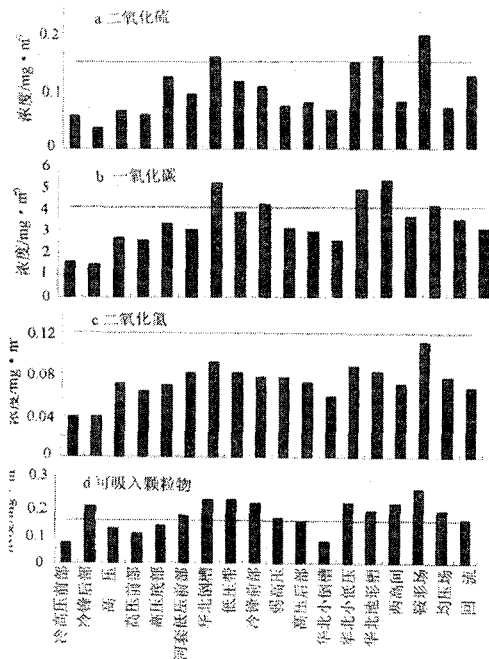 a 二氧化硫
浓度/mg·m³
0.2
0.1
0
b 一氧化碳
浓度/mg·m³
6
5
4
3
2
1
0
c 二氧化氮
浓度/mg·m
0.12
0.08
0.04
0
d 可吸入颗粒物
0.3
0.2
0.1
0
冷高压前部
冷锋后部
高 压
高压前部
高压底部
河套低压前部
华北倒槽
低压带
冷锋前部
弱高压
高压后部
华北小倒槽
华北小低压
华北地形槽
两高间
鞍形场
均压场
回 流